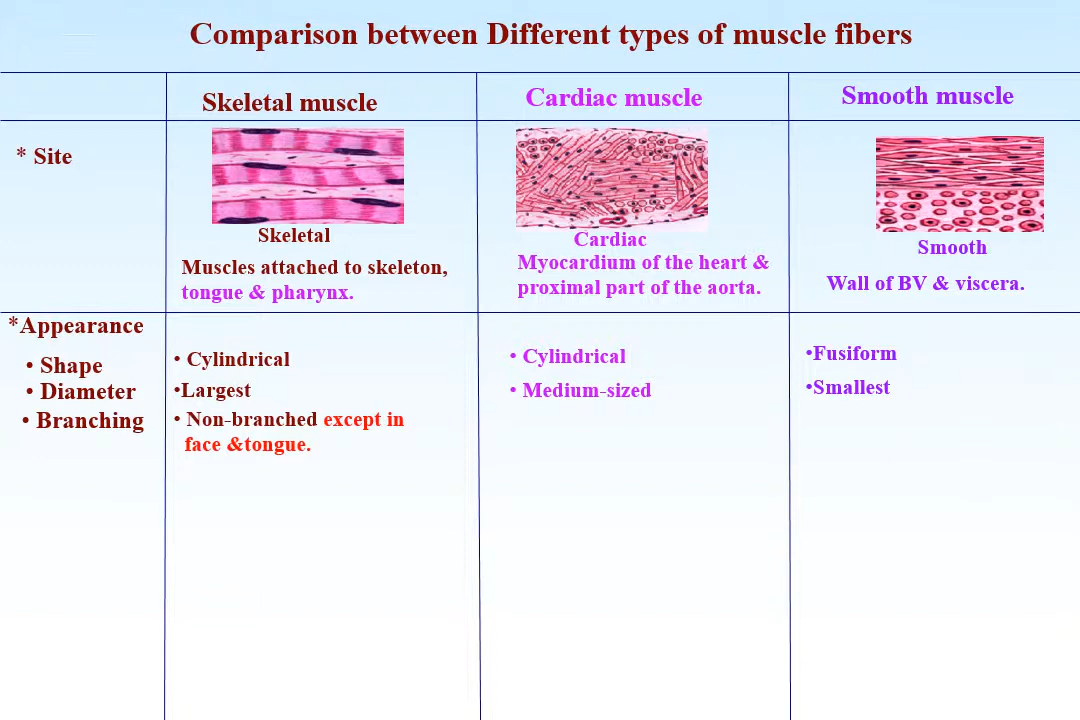 Comparison between Different types of muscle fibers
Skeletal muscle
Cardiac muscle
Smooth muscle
* Site
Skeletal
Muscles attached to skeleton,
tongue & pharynx.
Cardiac
Myocardium of the heart &
proximal part of the aorta.
Smooth
Wall of BV & viscera.
*Appearance
• Shape
• Diameter
• Branching
• Cylindrical
•Largest
• Non-branched except in
face &tongue.
• Cylindrical
• Medium-sized
•Fusiform
•Smallest